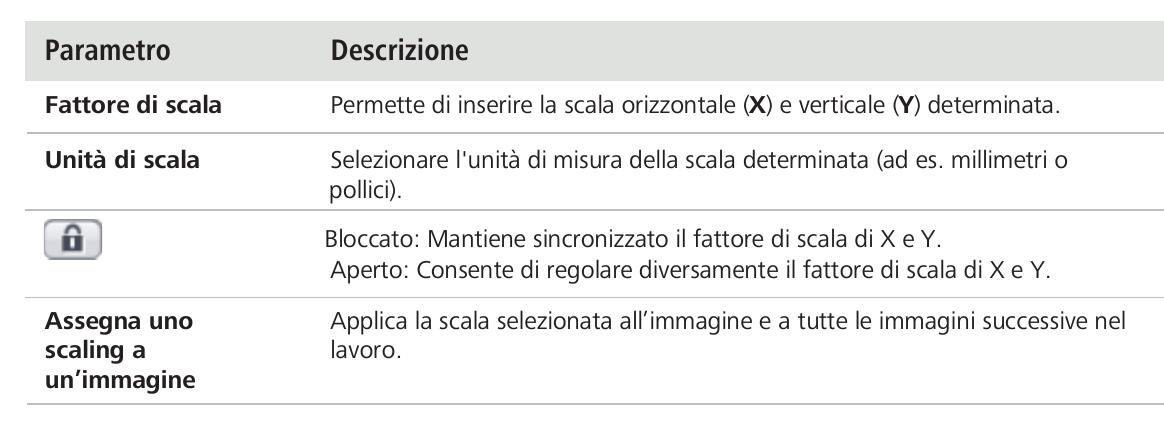 Parametro Descrizione
Fattore di scala Permette di inserire la scala orizzontale (X) e verticale (Y) determinata.
Unità di scala Selezionare l'unità di misura della scala determinata (ad es. millimetri o
pollici).
Bloccato: Mantiene sincronizzato il fattore di scala di X e Y.
Aperto: Consente di regolare diversamente il fattore di scala di X e Y.
Assegna uno
scaling a
un’immagine
Applica la scala selezionata all’immagine e a tutte le immagini successive nel
lavoro.